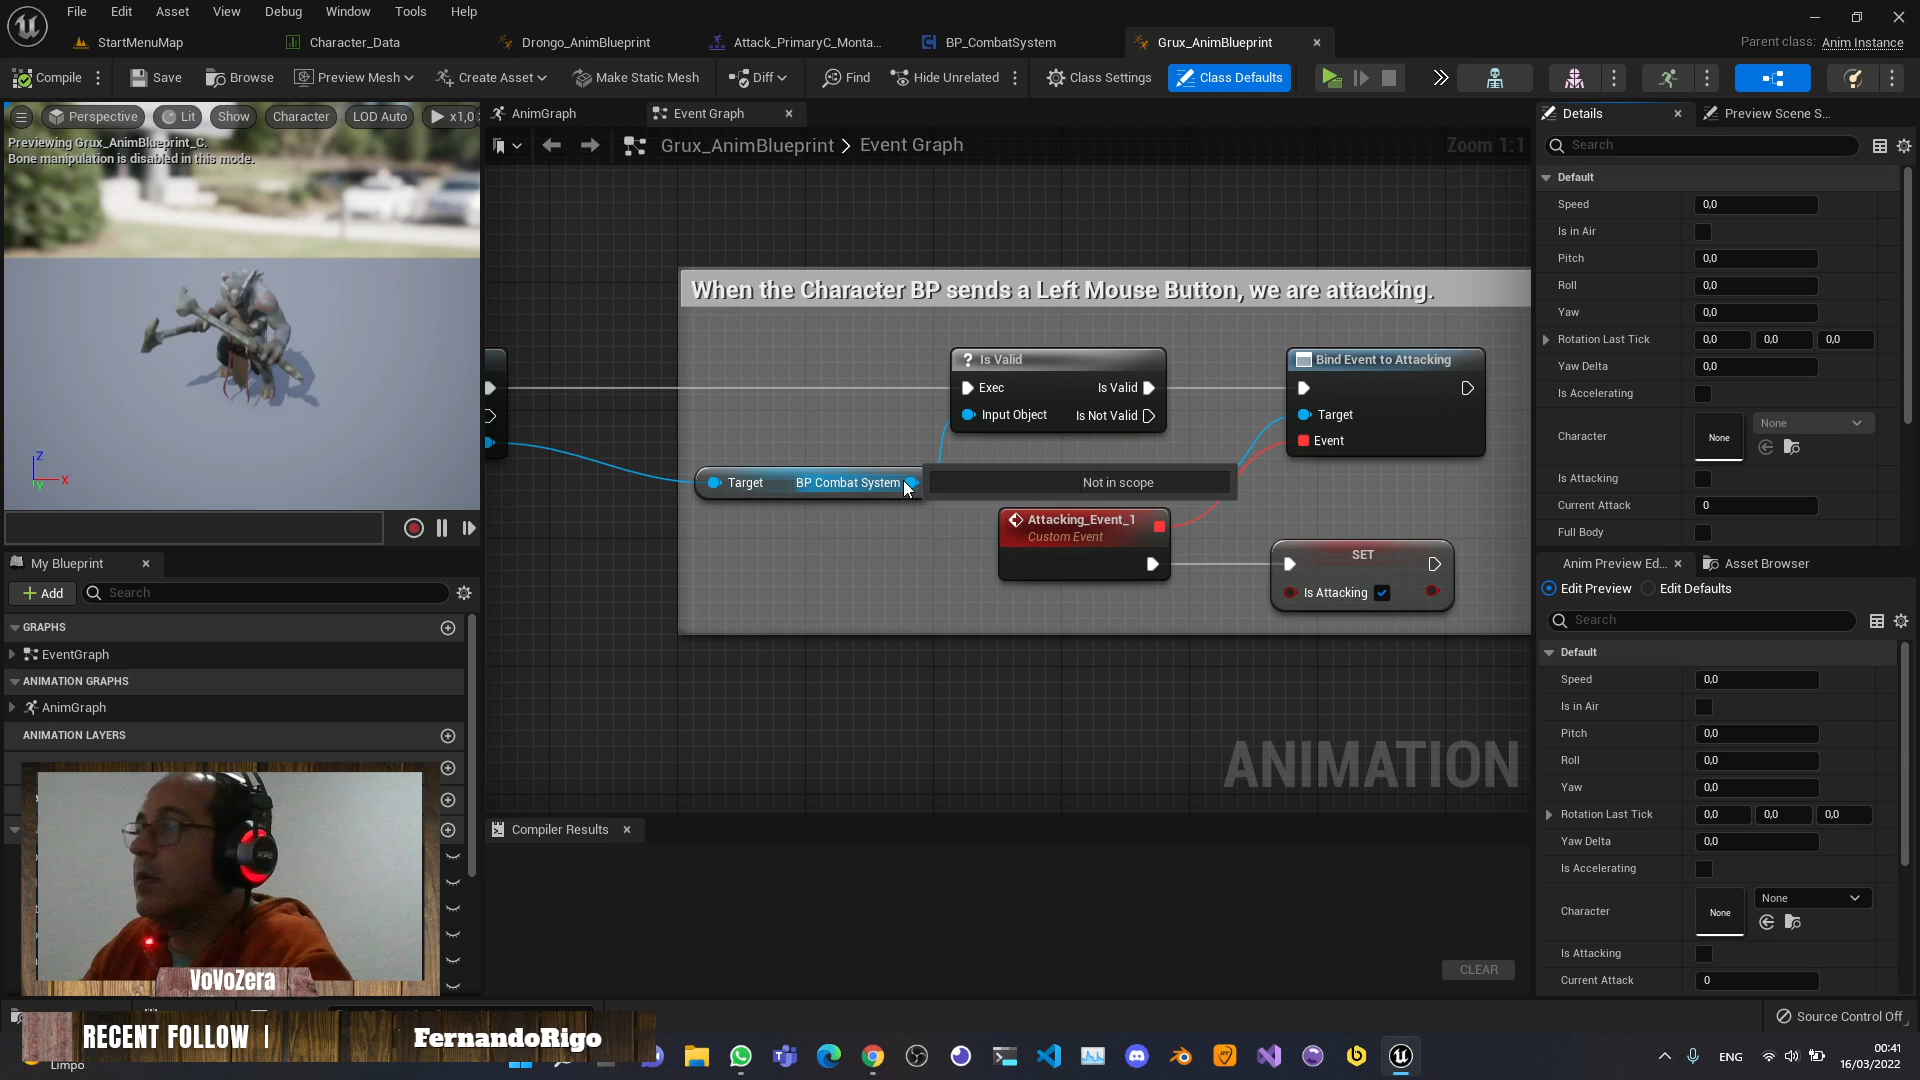 File Edit Asset View Debug Window Tools Help
StartMenuMap Character_Data Drongo_AnimBlueprint Attack_PrimaryC_Monta... BP_CombatSystem Grux_AnimBlueprint Parent class: Anim Instance
Compile Save Browse Preview Mesh Create Asset Make Static Mesh Diff Find Hide Unrelated Class Settings Class Defaults
Perspective Lit Show Character LOD Auto x1,0
Previewing Grux_AnimBlueprint_C.
Bone manipulation is disabled in this mode.
Z
X
Y
AnimGraph Event Graph
Grux_AnimBlueprint > Event Graph Zoom 1:1
When the Character BP sends a Left Mouse Button, we are attacking.
? Is Valid
Exec Is Valid
Input Object Is Not Valid
Bind Event to Attacking
Target
Event
Target BP Combat System
Not in scope
Attacking_Event_1
Custom Event
SET
Is Attacking
ANIMATION
Compiler Results
CLEAR
My Blueprint
+ Add Search
GRAPHS
EventGraph
ANIMATION GRAPHS
AnimGraph
ANIMATION LAYERS
VoVoZera
RECENT FOLLOW | FernandoRigo
Limpo
Details Preview Scene S...
Search
Default
Speed 0,0
Is in Air
Pitch 0,0
Roll 0,0
Yaw 0,0
Rotation Last Tick 0,0 0,0 0,0
Yaw Delta 0,0
Is Accelerating
Character None None
Is Attacking
Current Attack 0
Full Body
Anim Preview Ed... Asset Browser
Edit Preview Edit Defaults
Search
Default
Speed 0,0
Is in Air
Pitch 0,0
Roll 0,0
Yaw 0,0
Rotation Last Tick 0,0 0,0 0,0
Yaw Delta 0,0
Is Accelerating
Character None None
Is Attacking
Current Attack 0
Source Control Off
ENG
00:41
16/03/2022